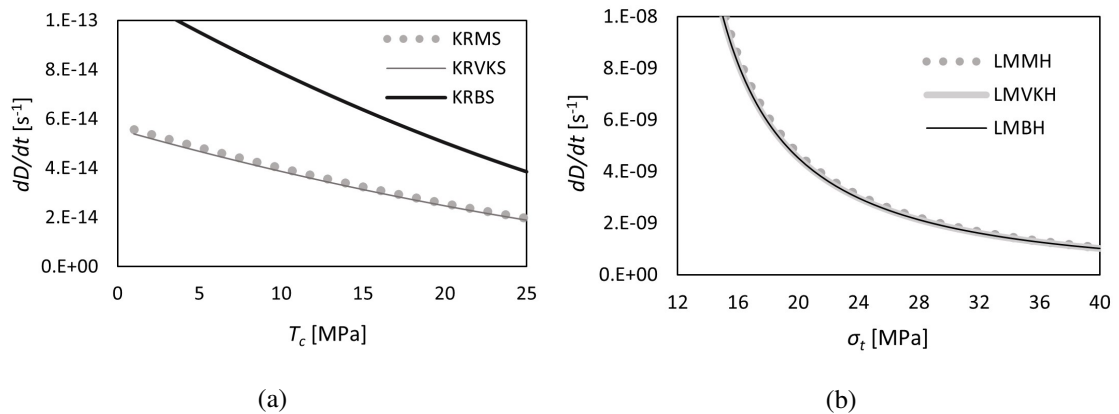 1.E-13
8.E-14
6.E-14
4.E-14
2.E-14
0.E+00
dD/dt [s⁻¹]
KRMS
KRVKS
KRBS
0 5 10 15 20 25
T_c [MPa]
(a)
1.E-08
8.E-09
6.E-09
4.E-09
2.E-09
0.E+00
dD/dt [s⁻¹]
LMMH
LMVKH
LMBH
12 16 20 24 28 32 36 40
σ_t [MPa]
(b)